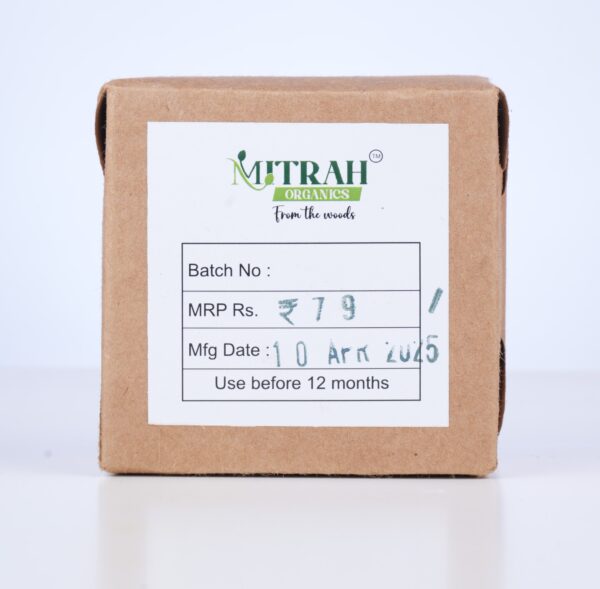 MITRAH TM
ORGANICS
From the woods
Batch No :
MRP Rs. ₹ 79 /
Mfg Date : 10 APR 2025
Use before 12 months